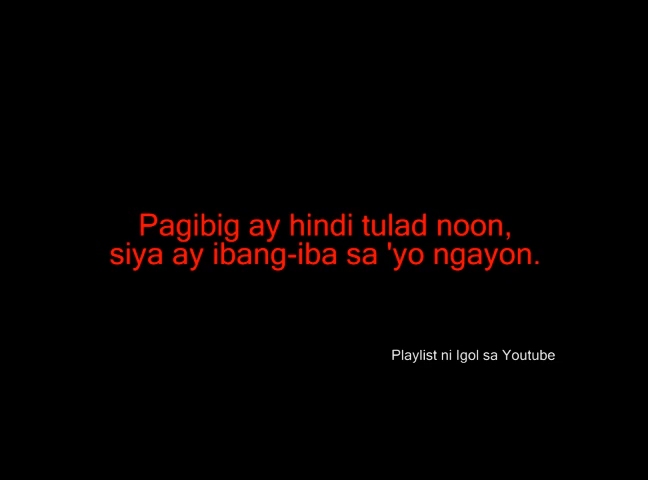 Pagibig ay hindi tulad noon,
siya ay ibang-iba sa 'yo ngayon.
Playlist ni Igol sa Youtube